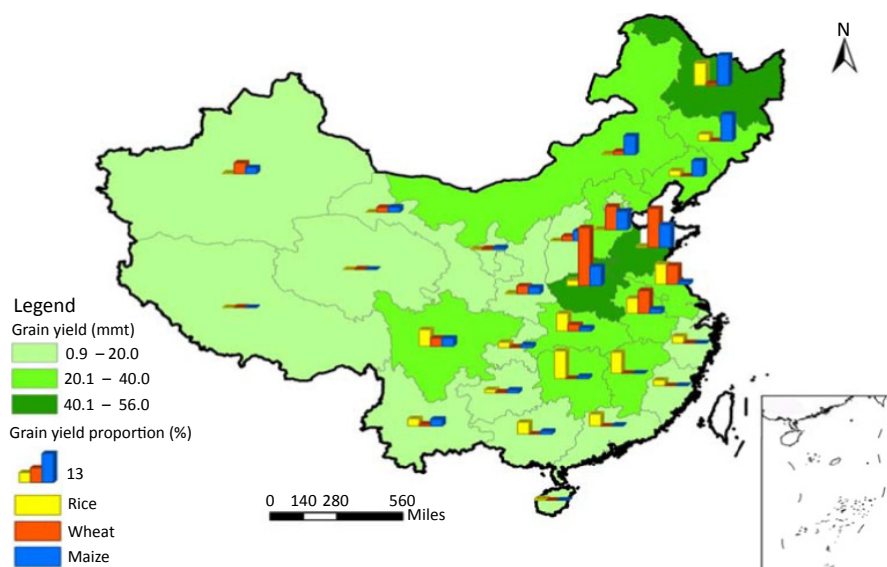 N
Legend
Grain yield (mmt)
0.9 – 20.0
20.1 – 40.0
40.1 – 56.0
Grain yield proportion (%)
13
Rice
Wheat
Maize
0 140 280 560
Miles